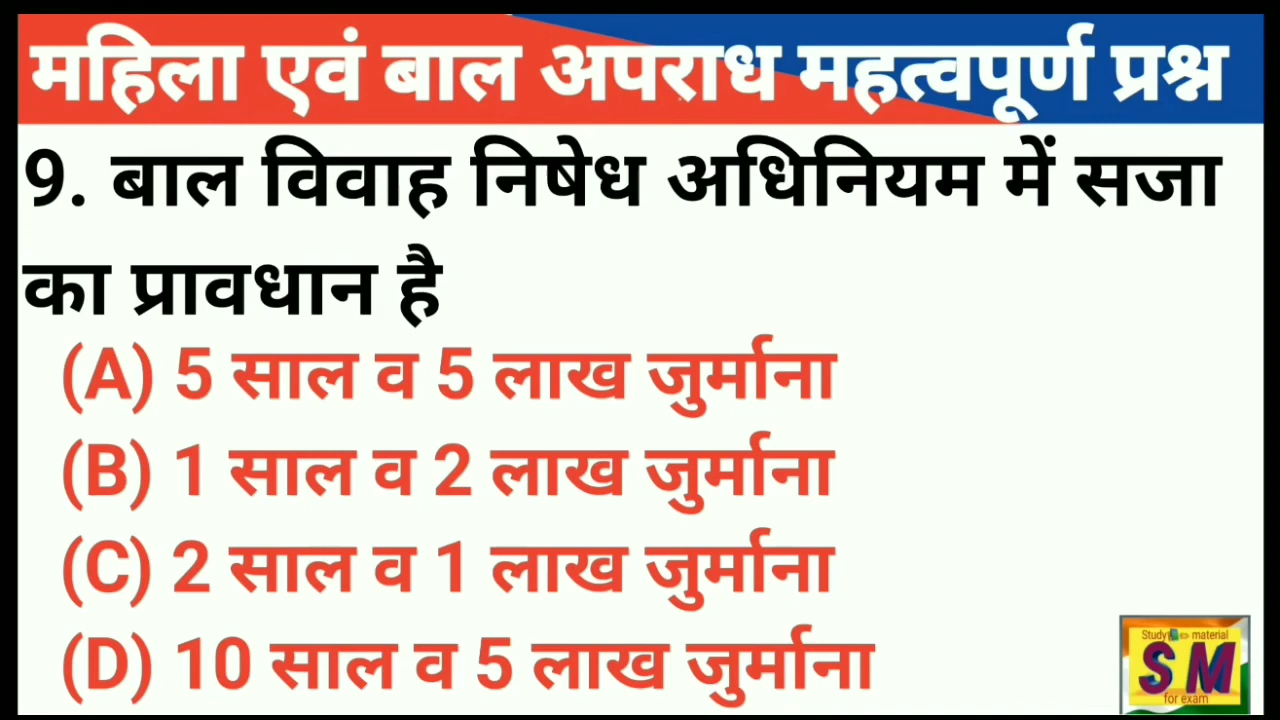 महिला एवं बाल अपराध महत्वपूर्ण प्रश्न
9. बाल विवाह निषेध अधिनियम में सजा
का प्रावधान है
(A) 5 साल व 5 लाख जुर्माना
(B) 1 साल व 2 लाख जुर्माना
(C) 2 साल व 1 लाख जुर्माना
(D) 10 साल व 5 लाख जुर्माना
Study material
S M
for exam